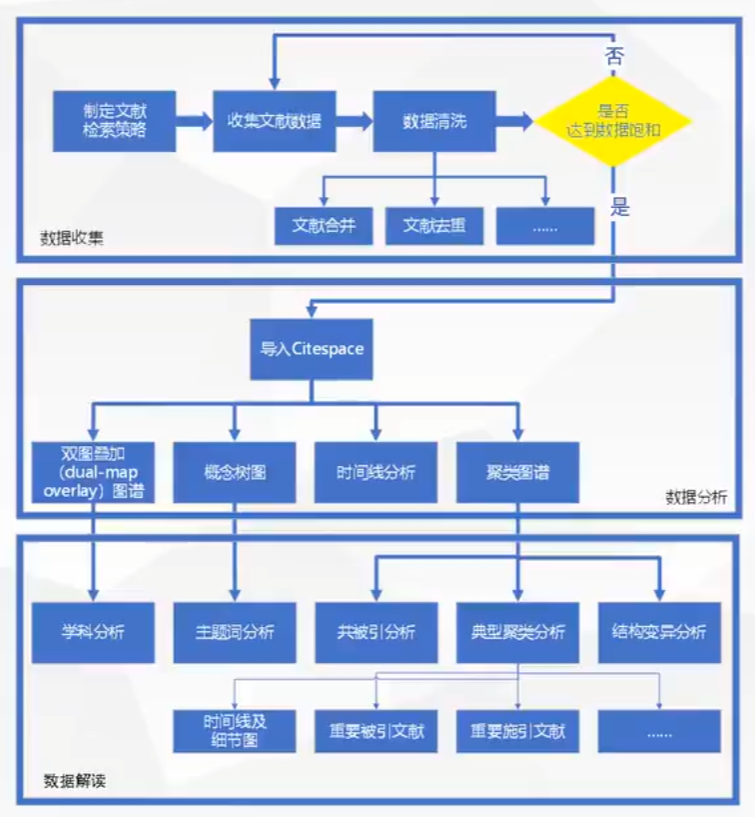 否
制定文献
检索策略
收集文献数据
数据清洗
是否
达到数据饱和
文献合并
文献去重
......
是
数据收集
导入Citespace
双图叠加
（dual-map
overlay）图谱
概念树图
时间线分析
聚类图谱
数据分析
学科分析
主题词分析
共被引分析
典型聚类分析
结构变异分析
时间线及
细节图
重要被引文献
重要施引文献
......
数据解读